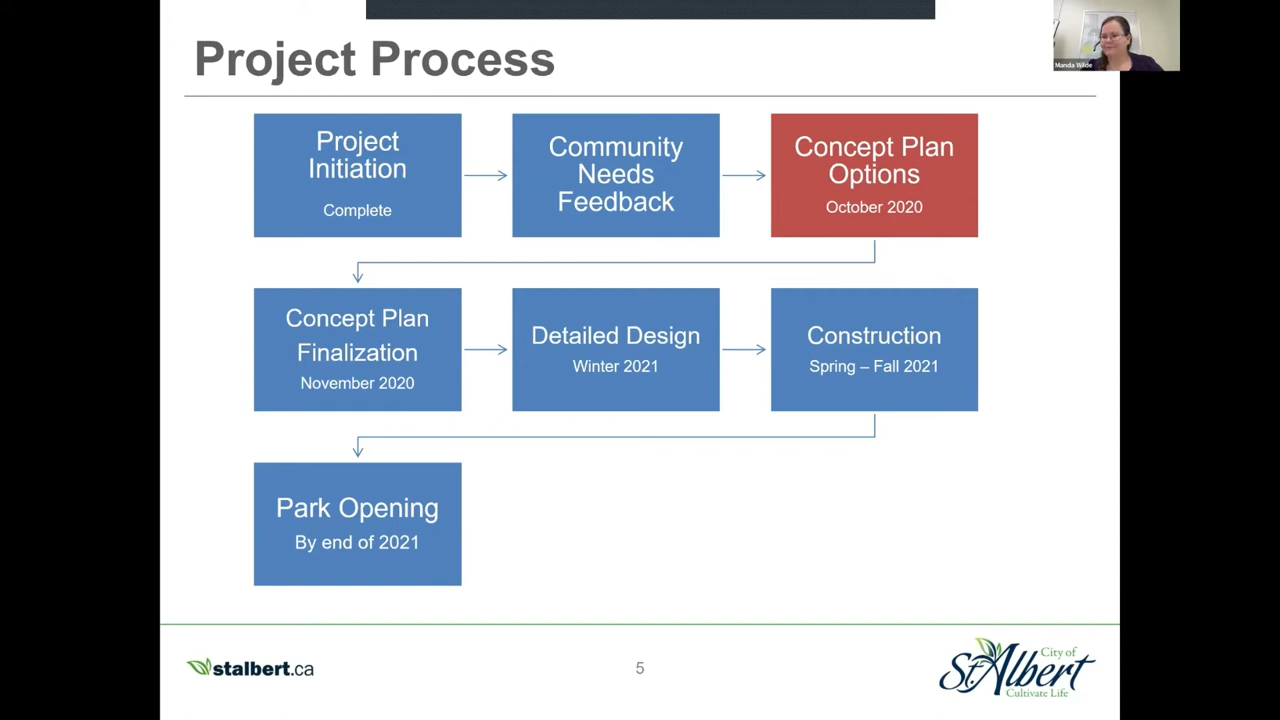 Project Process
Manda Wilde
Project
Initiation
Complete
Community
Needs
Feedback
Concept Plan
Options
October 2020
Concept Plan
Finalization
November 2020
Detailed Design
Winter 2021
Construction
Spring – Fall 2021
Park Opening
By end of 2021
stalbert.ca
5
City of
St. Albert
Cultivate Life